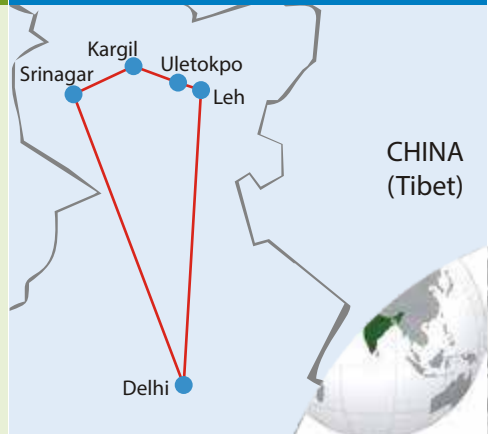 Kargil
Uletokpo
Srinagar
Leh
CHINA
(Tibet)
Delhi